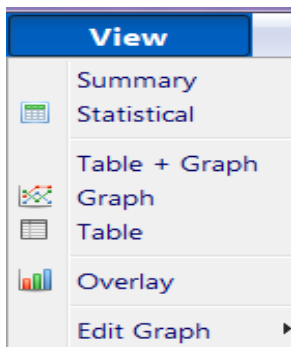 View
Summary
Statistical
Table + Graph
Graph
Table
Overlay
Edit Graph